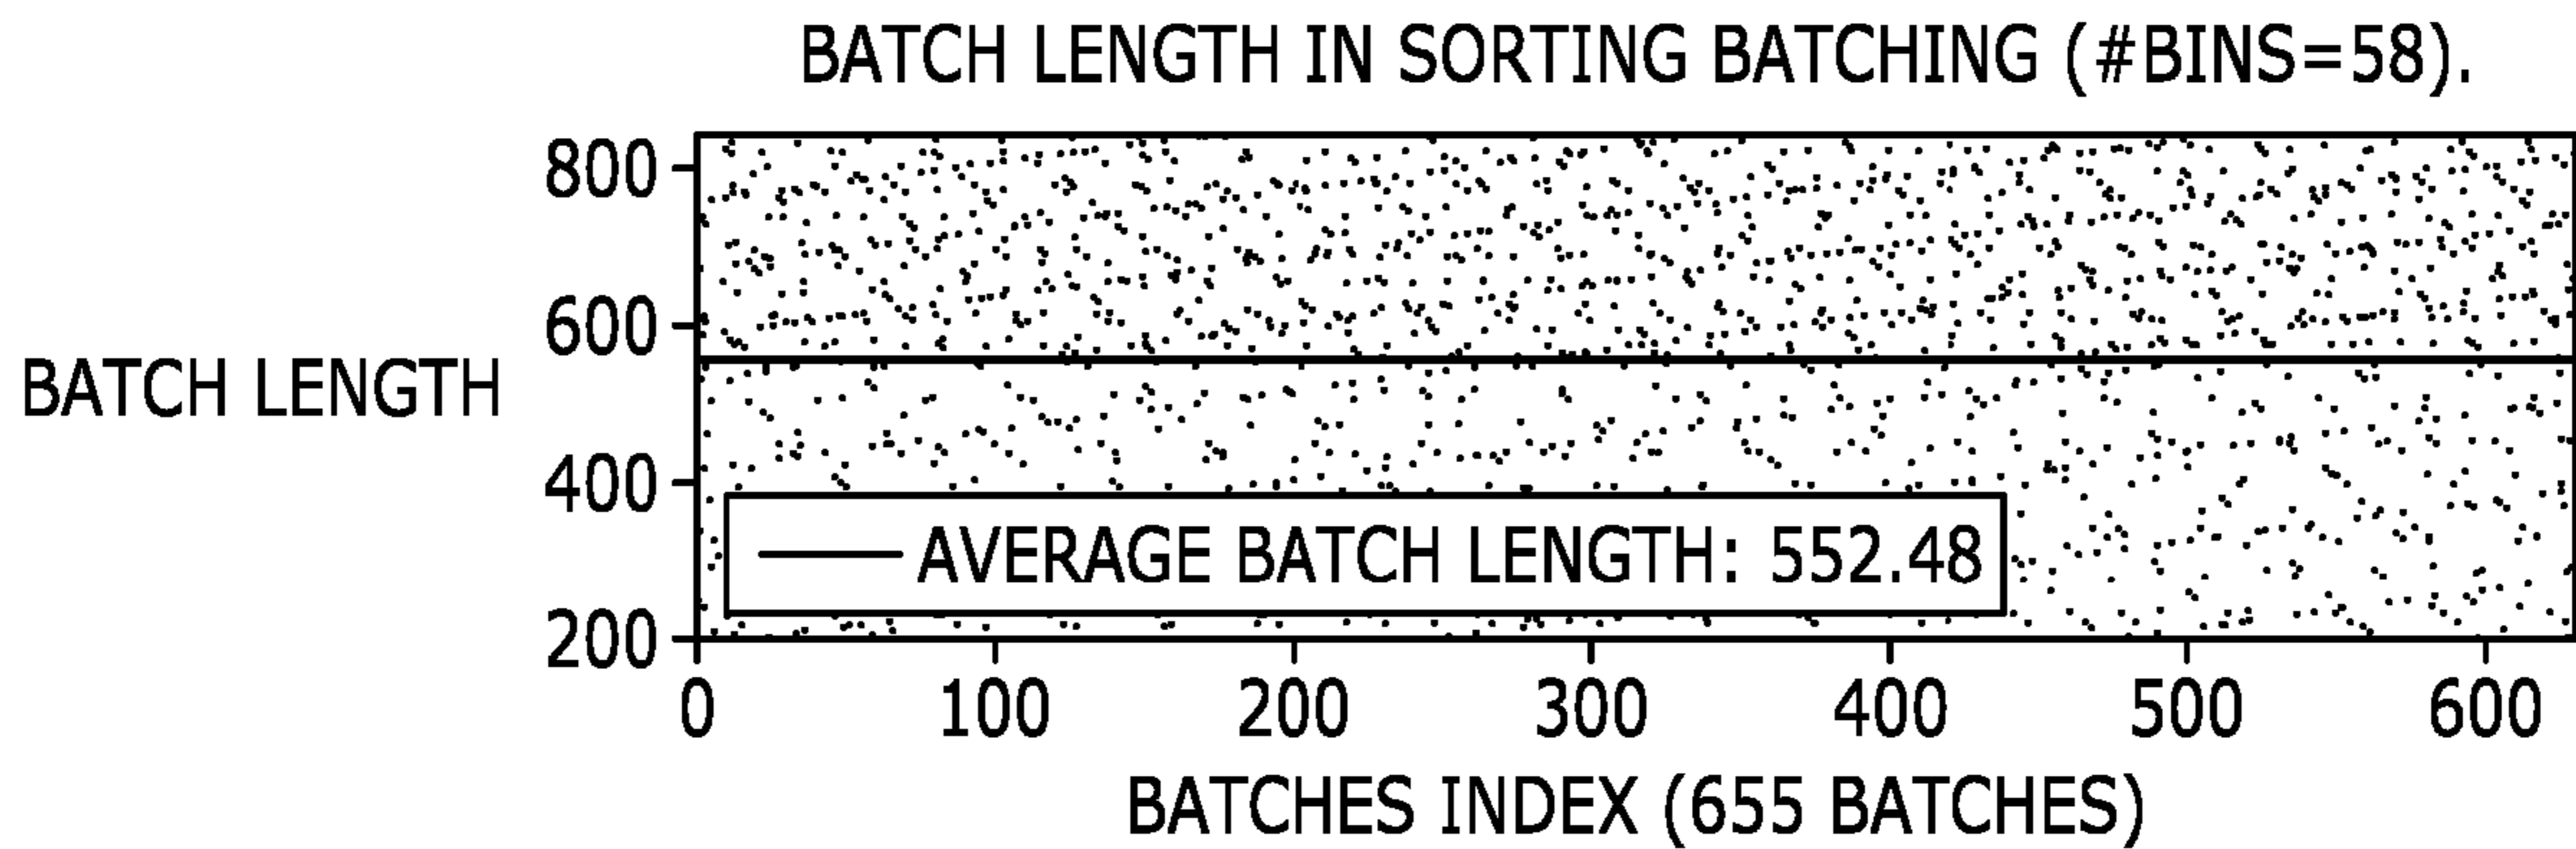 BATCH LENGTH IN SORTING BATCHING (#BINS=58).
800
600
BATCH LENGTH
400
AVERAGE BATCH LENGTH: 552.48
200
0 100 200 300 400 500 600
BATCHES INDEX (655 BATCHES)